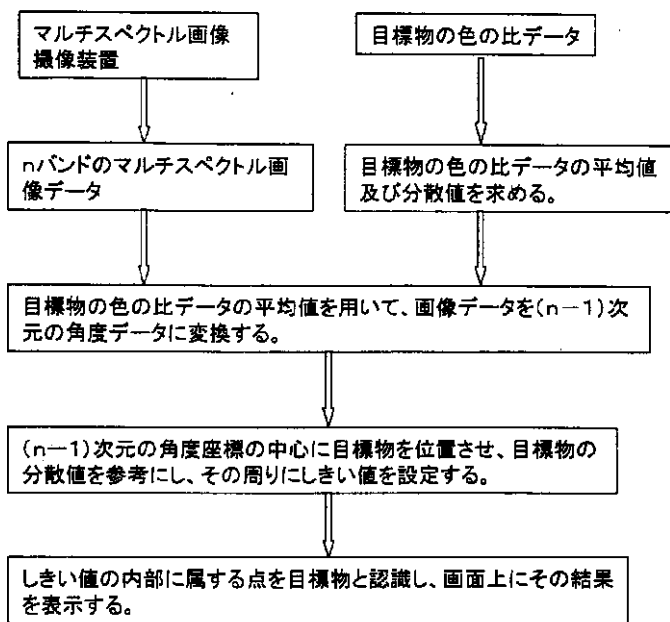 マルチスペクトル画像
撮像装置
目標物の色の比データ
nバンドのマルチスペクトル画
像データ
目標物の色の比データの平均値
及び分散値を求める。
目標物の色の比データの平均値を用いて、画像データを(n－1)次
元の角度データに変換する。
(n－1)次元の角度座標の中心に目標物を位置させ、目標物の
分散値を参考にし、その周りにしきい値を設定する。
しきい値の内部に属する点を目標物と認識し、画面上にその結果
を表示する。